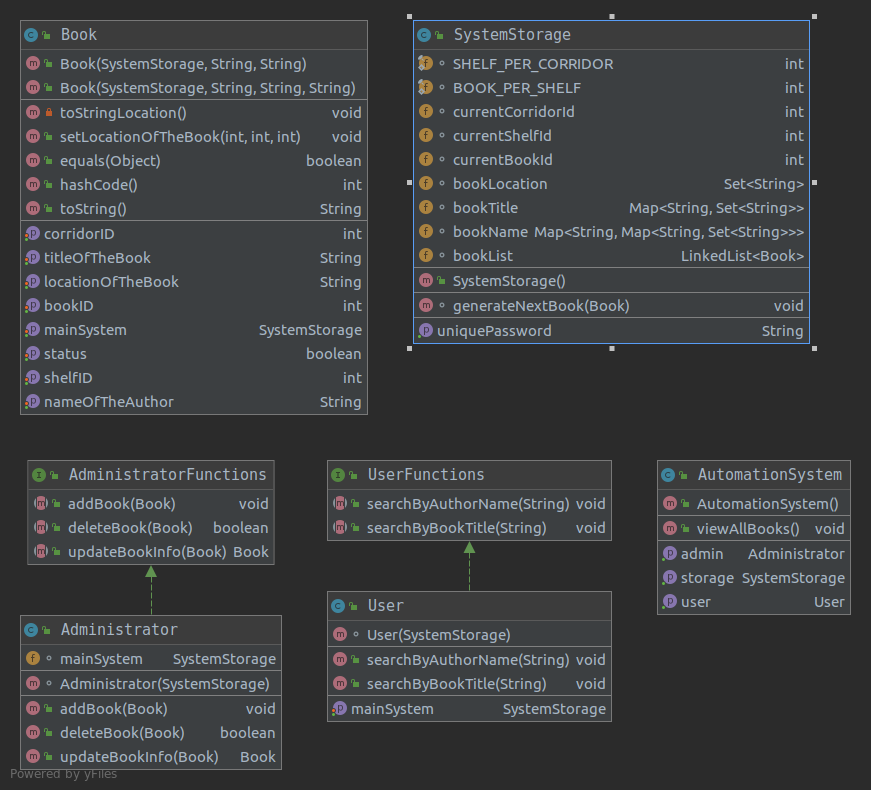 Book
Book(SystemStorage, String, String)
Book(SystemStorage, String, String, String)
toStringLocation() void
setLocationOfTheBook(int, int, int) void
equals(Object) boolean
hashCode() int
toString() String
corridorID int
titleOfTheBook String
locationOfTheBook String
bookID int
mainSystem SystemStorage
status boolean
shelfID int
nameOfTheAuthor String
SystemStorage
SHELF_PER_CORRIDOR int
BOOK_PER_SHELF int
currentCorridorId int
currentShelfId int
currentBookId int
bookLocation Set<String>
bookTitle Map<String, Set<String>>
bookName Map<String, Map<String, Set<String>>>
bookList LinkedList<Book>
SystemStorage()
generateNextBook(Book) void
uniquePassword String
AdministratorFunctions
addBook(Book) void
deleteBook(Book) boolean
updateBookInfo(Book) Book
UserFunctions
searchByAuthorName(String) void
searchByBookTitle(String) void
AutomationSystem
AutomationSystem()
viewAllBooks() void
admin Administrator
storage SystemStorage
user User
Administrator
mainSystem SystemStorage
Administrator(SystemStorage)
addBook(Book) void
deleteBook(Book) boolean
updateBookInfo(Book) Book
User
User(SystemStorage)
searchByAuthorName(String) void
searchByBookTitle(String) void
mainSystem SystemStorage
Powered by yFiles